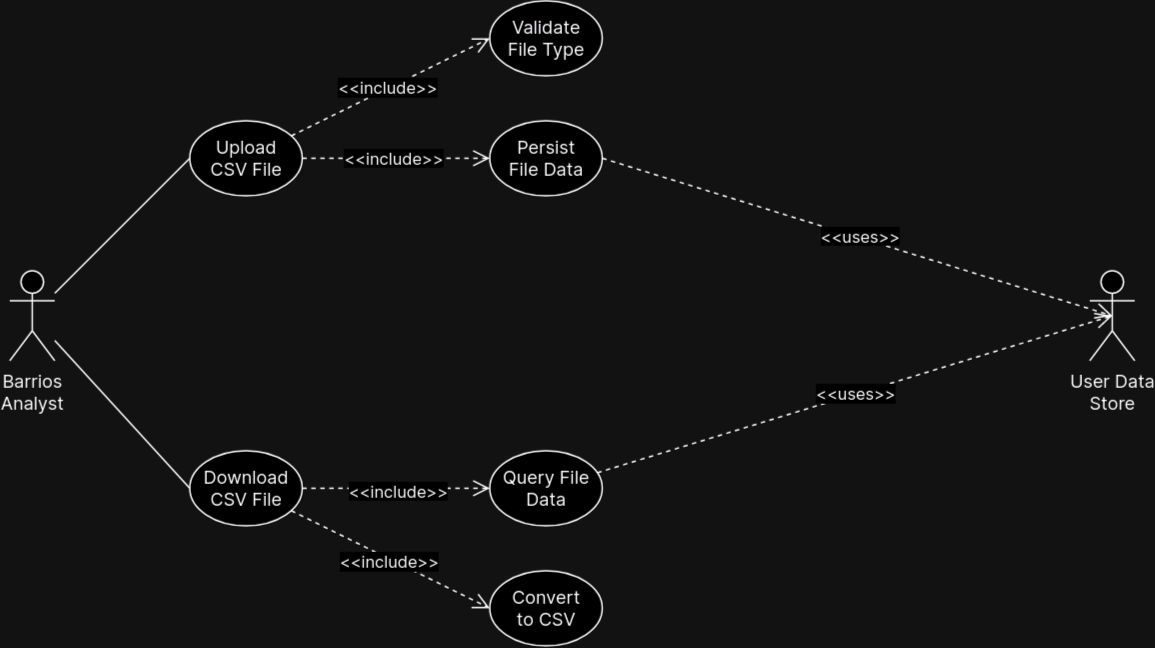 Validate
File Type
<<include>>
Upload
CSV File
<<include>>
Persist
File Data
<<uses>>
Barrios
Analyst
User Data
Store
<<uses>>
Download
CSV File
<<include>>
Query File
Data
<<include>>
Convert
to CSV